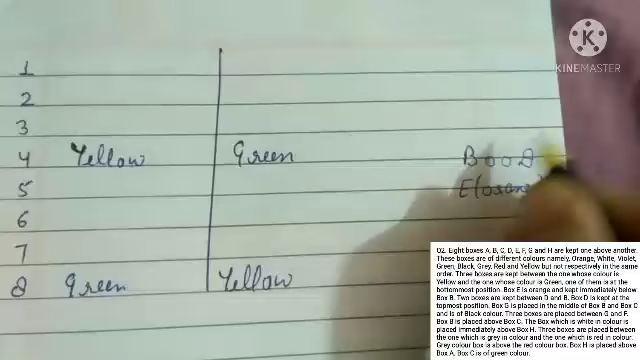 KINEMASTER
1
2
3
4 Yellow Green B o o D
5
6
7
8 Green Yellow
Q2. Eight boxes A, B, C, D, E, F, G and H are kept one above another.
These boxes are of different colours namely, Orange, White, Violet,
Green, Black, Grey, Red and Yellow but not respectively in the same
order. Three boxes are kept between the one whose colour is
Yellow and the one whose colour is Green, one of them is at the
bottommost position. Box E is orange and kept immediately below
Box B. Two boxes are kept between D and B. Box D is kept at the
topmost position. Box G is placed in the middle of Box B and Box C
and is of Black colour. Three boxes are placed between G and F.
Box B is placed above Box C. The Box which is white in colour is
placed immediately above Box H. Three boxes are placed between
the one which is grey in colour and the one which is red in colour.
Grey colour box is above the red colour box. Box H is placed above
Box A. Box C is of green colour.